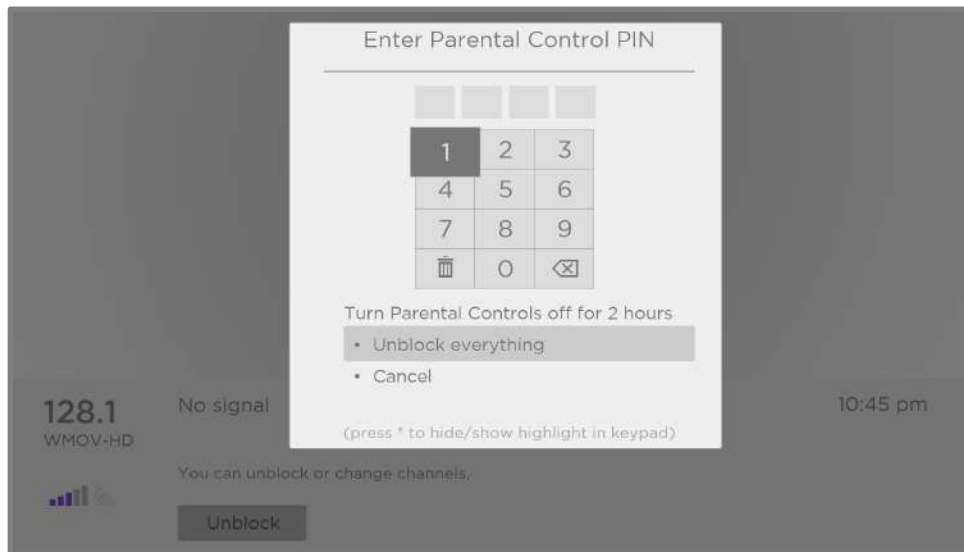 Enter Parental Control PIN
1 2 3
4 5 6
7 8 9
0
Turn Parental Controls off for 2 hours
• Unblock everything
• Cancel
(press * to hide/show highlight in keypad)
128.1 No signal 10:45 pm
WMOV-HD
You can unblock or change channels.
Unblock